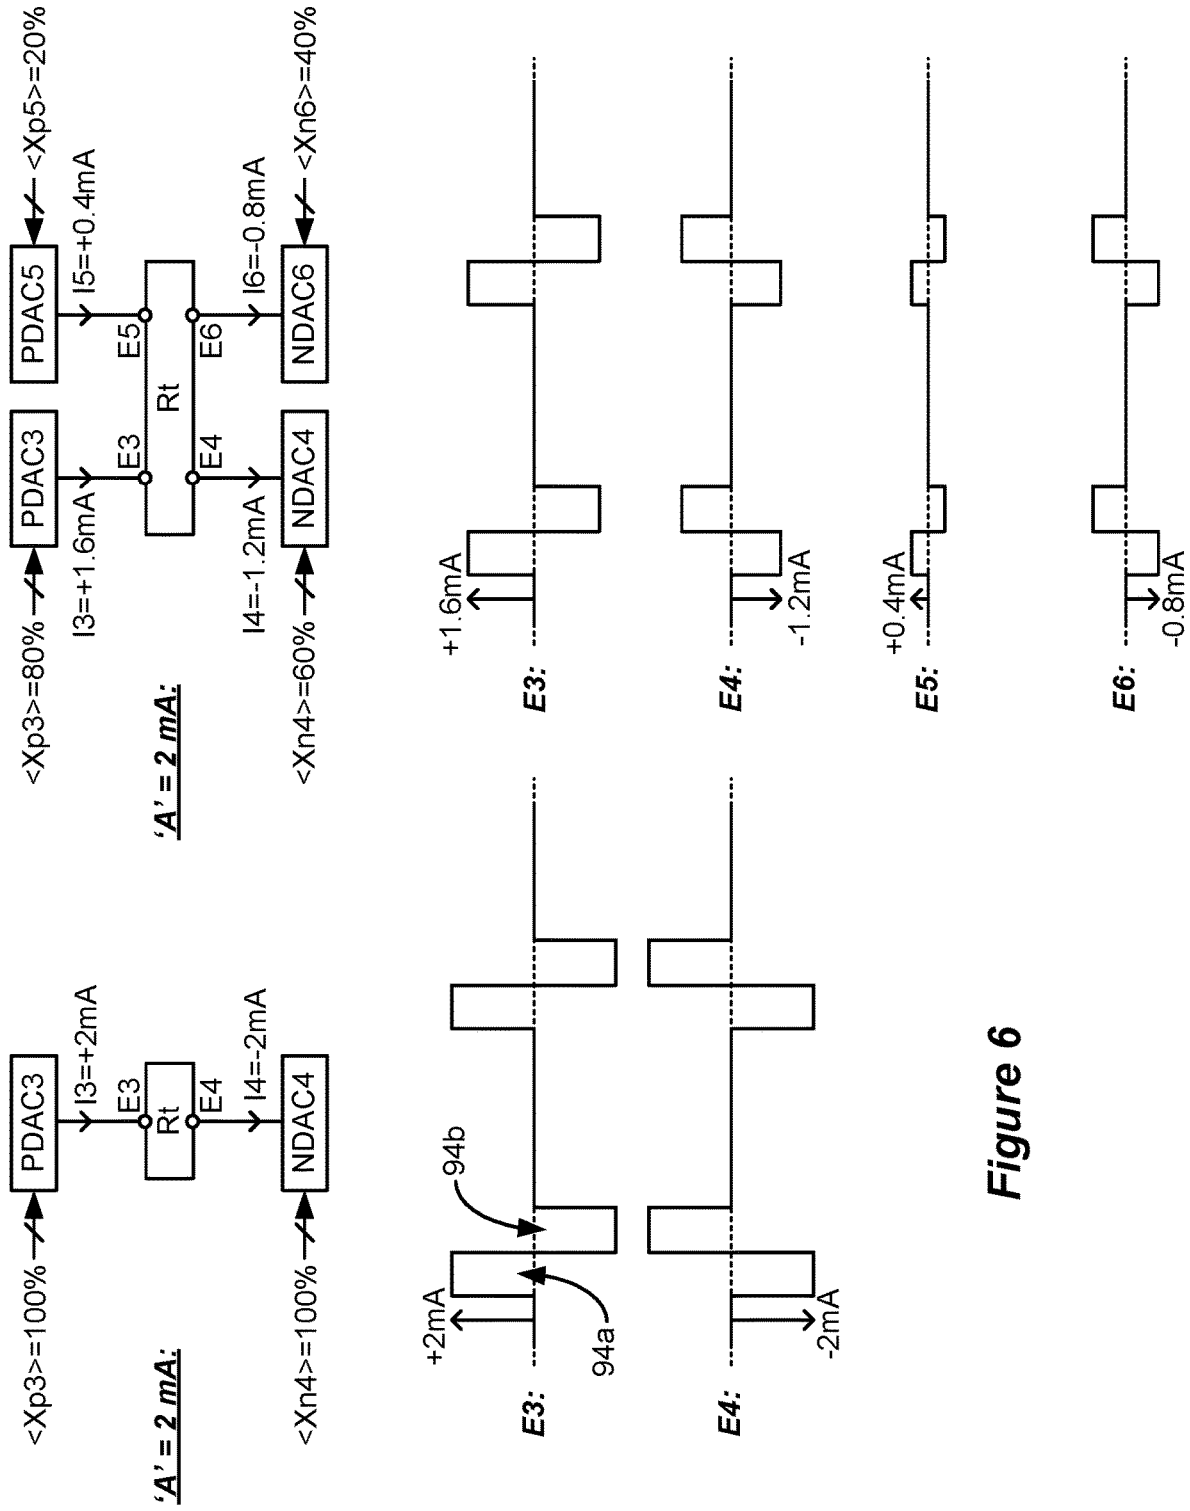 <Xp3>=100%
PDAC3
I3=+2mA
'A' = 2 mA:
E3
Rt
E4
I4=-2mA
<Xn4>=100%
NDAC4
+2mA
94b
E3:
94a
E4:
-2mA
<Xp3>=80%
PDAC3
PDAC5
<Xp5>=20%
I3=+1.6mA
I5=+0.4mA
'A' = 2 mA:
E3
E5
Rt
E4
E6
I4=-1.2mA
I6=-0.8mA
<Xn4>=60%
NDAC4
NDAC6
<Xn6>=40%
+1.6mA
E3:
E4:
-1.2mA
+0.4mA
E5:
E6:
-0.8mA
Figure 6